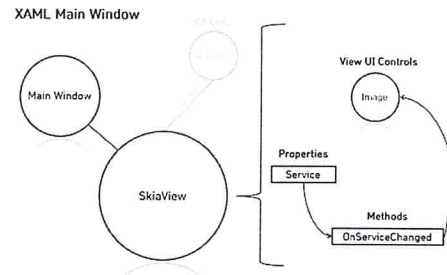 XAML Main Window
View UI Controls
Main Window
Image
Properties
Service
SkiaView
Methods
OnServiceChanged